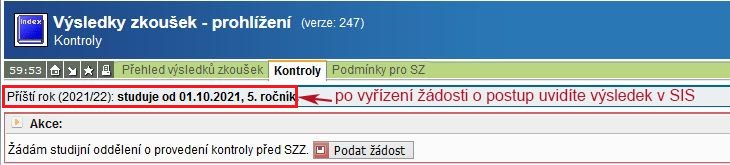 index
Výsledky zkoušek - prohlížení (verze: 247)
Kontroly
59:53 Přehled výsledků zkoušek Kontroly Podmínky pro SZ
Příští rok (2021/22): studuje od 01.10.2021, 5. ročník po vyřízení žádosti o postup uvidíte výsledek v SIS
Akce:
Žádám studijní oddělení o provedení kontroly před SZZ. Podat žádost